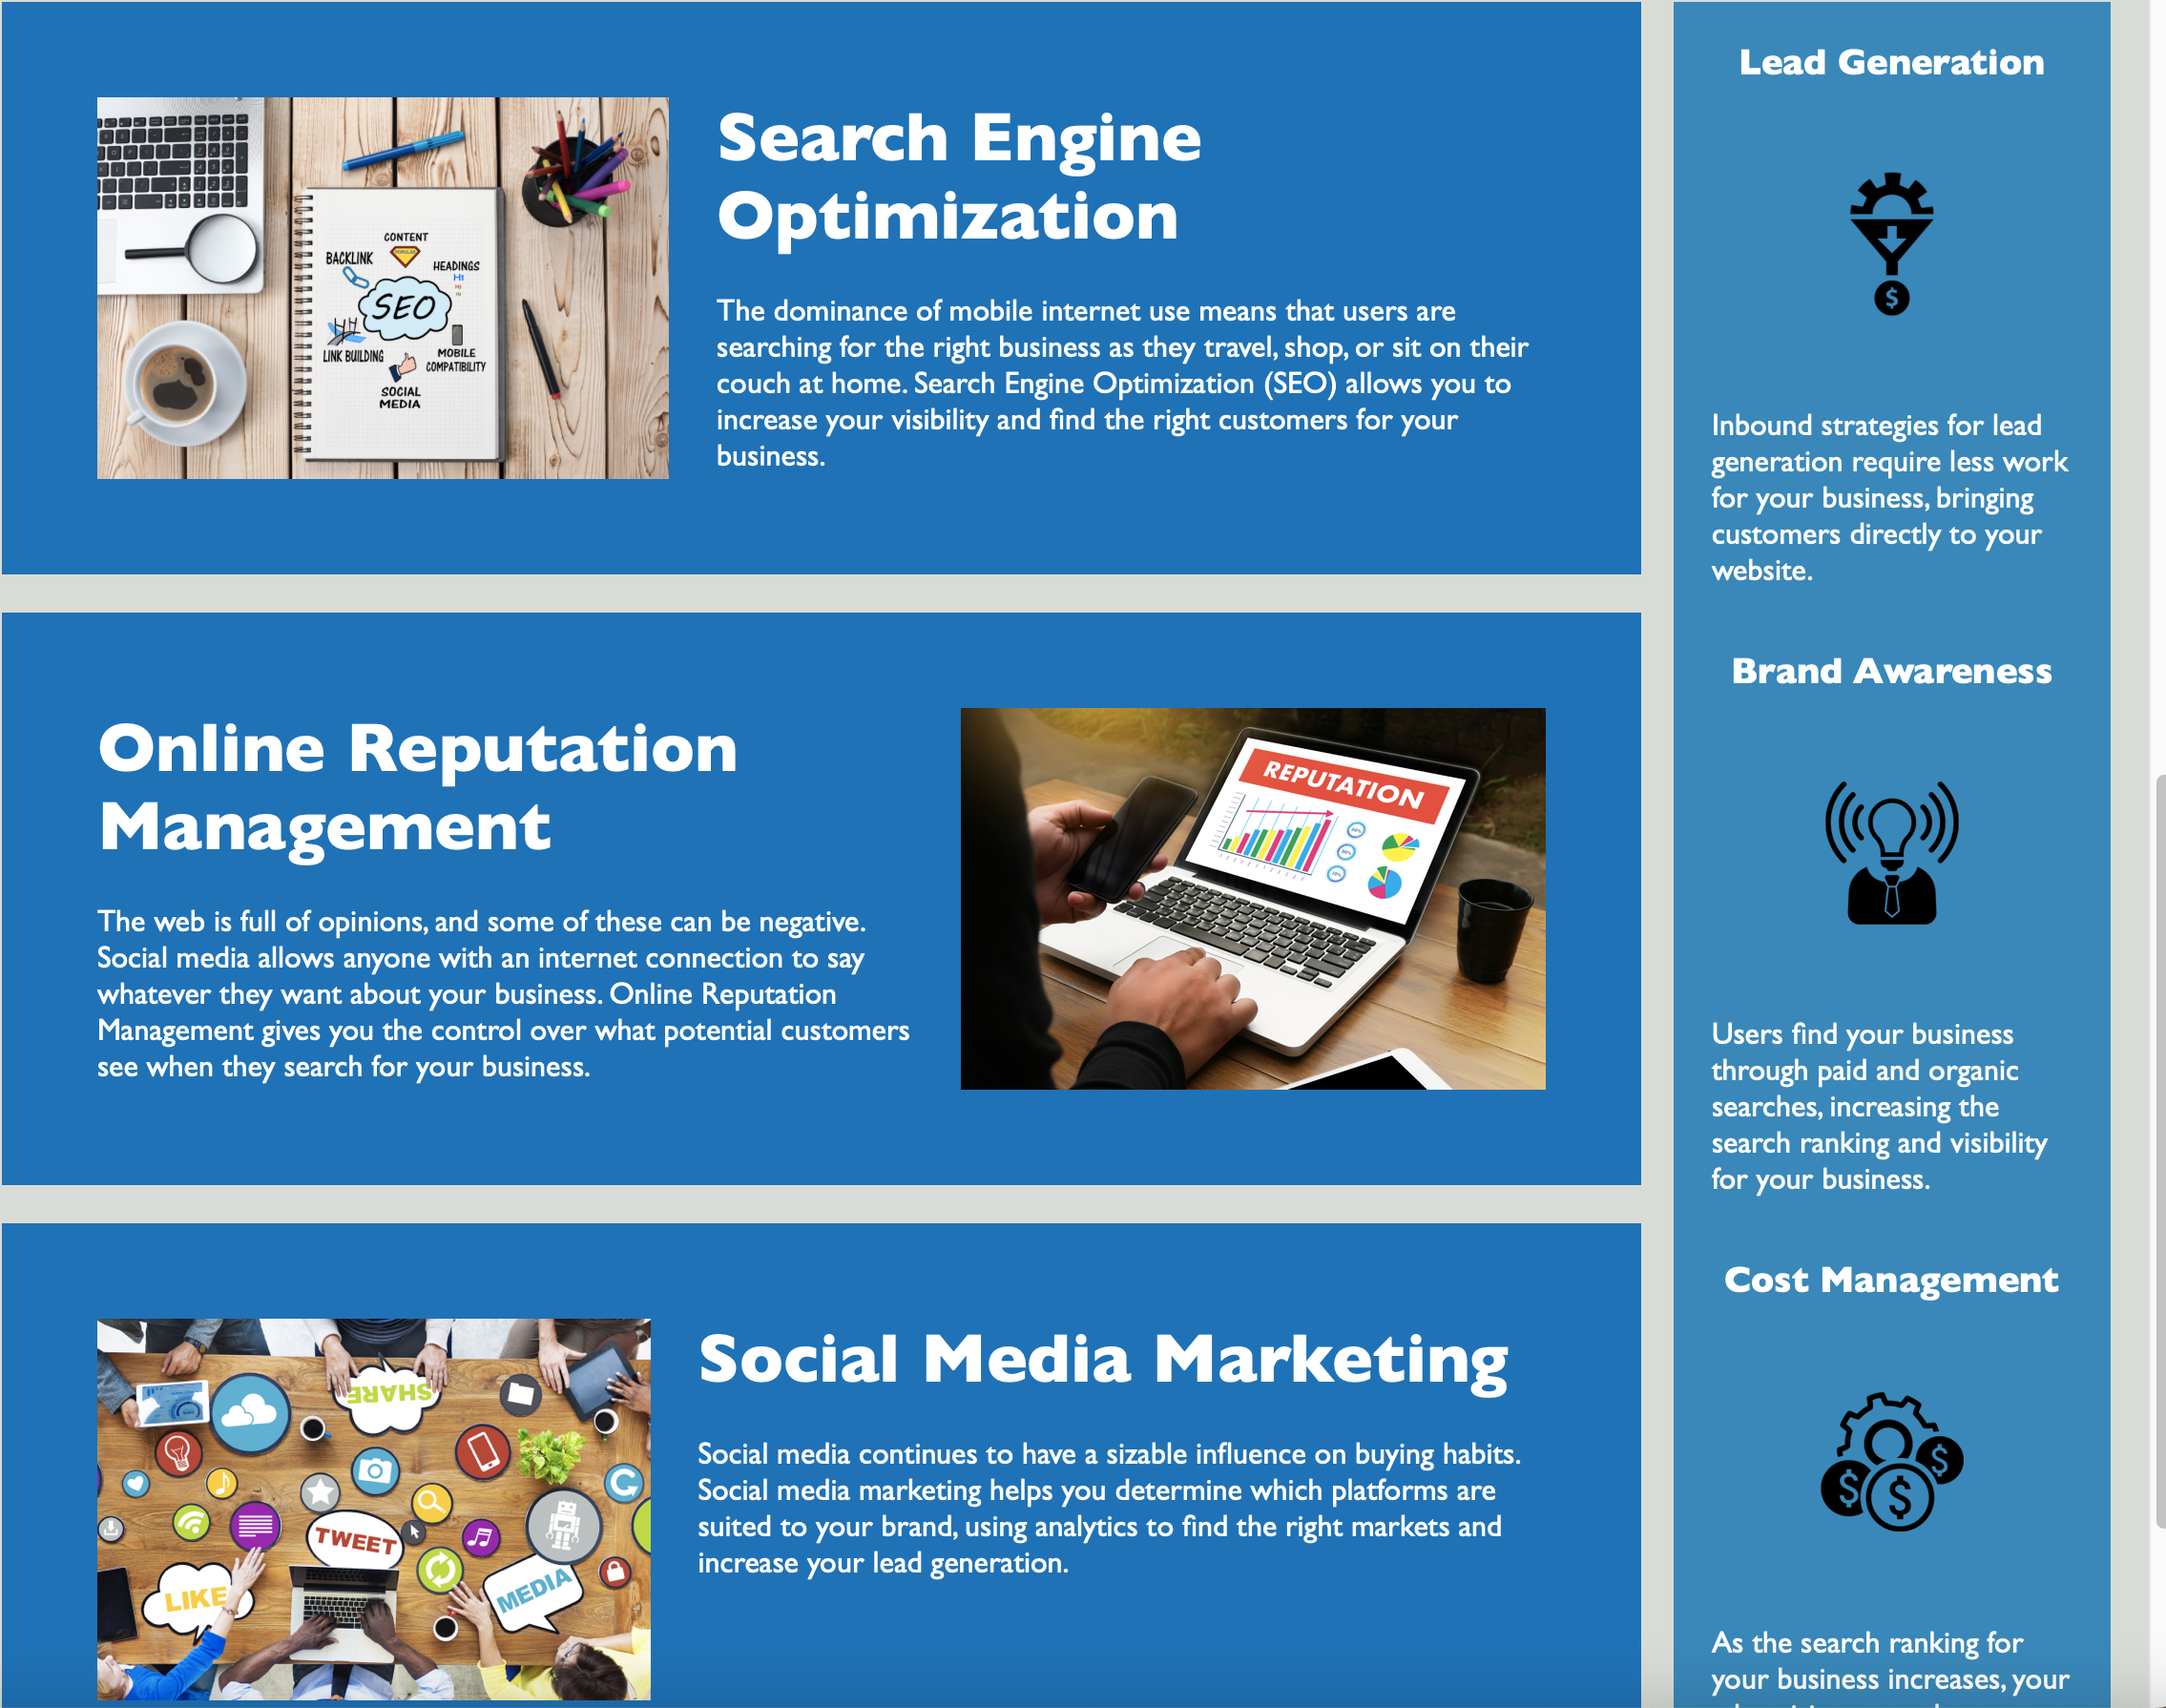 Search Engine
Optimization
The dominance of mobile internet use means that users are
searching for the right business as they travel, shop, or sit on their
couch at home. Search Engine Optimization (SEO) allows you to
increase your visibility and find the right customers for your
business.
CONTENT
BACKLINK
HEADINGS
H1
SEO
LINK BUILDING
MOBILE
COMPATIBILITY
SOCIAL
MEDIA
Online Reputation
Management
The web is full of opinions, and some of these can be negative.
Social media allows anyone with an internet connection to say
whatever they want about your business. Online Reputation
Management gives you the control over what potential customers
see when they search for your business.
REPUTATION
Social Media Marketing
Social media continues to have a sizable influence on buying habits.
Social media marketing helps you determine which platforms are
suited to your brand, using analytics to find the right markets and
increase your lead generation.
SHARE
TWEET
LIKE
MEDIA
Lead Generation
$
Inbound strategies for lead
generation require less work
for your business, bringing
customers directly to your
website.
Brand Awareness
Users find your business
through paid and organic
searches, increasing the
search ranking and visibility
for your business.
Cost Management
$
$
$
As the search ranking for
your business increases, your